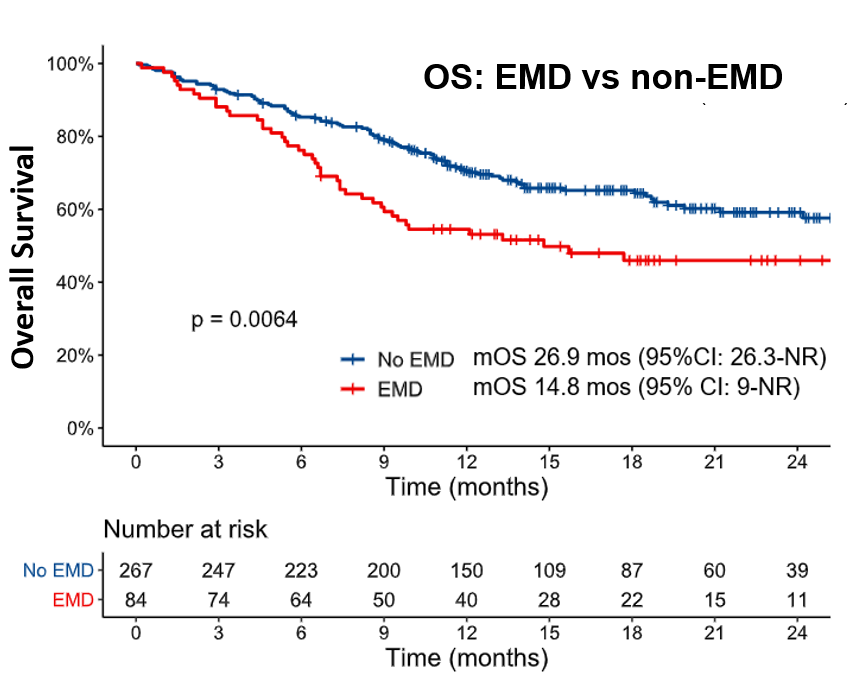 OS: EMD vs non-EMD
Overall Survival
100%
80%
60%
40%
20%
0%
p = 0.0064
No EMD mOS 26.9 mos (95%CI: 26.3-NR)
EMD mOS 14.8 mos (95% CI: 9-NR)
0 3 6 9 12 15 18 21 24
Time (months)
Number at risk
No EMD 267 247 223 200 150 109 87 60 39
EMD 84 74 64 50 40 28 22 15 11
0 3 6 9 12 15 18 21 24
Time (months)